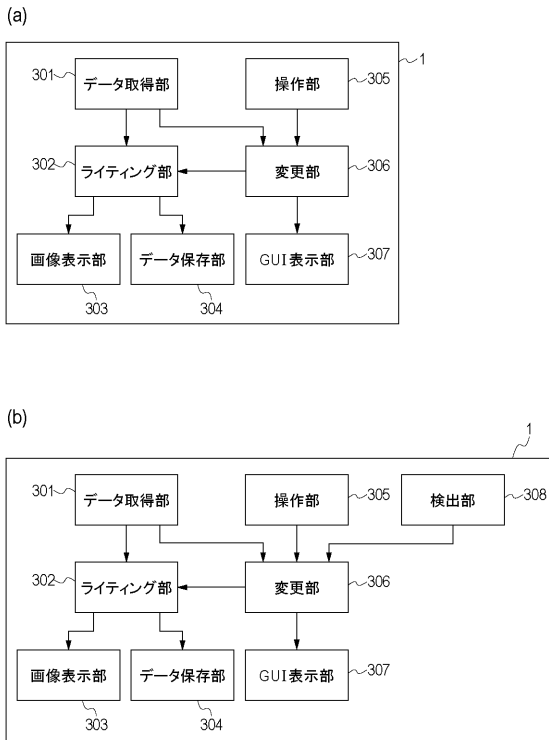 (a)
1
301
データ取得部
操作部
305
302
ライティング部
変更部
306
画像表示部
データ保存部
GUI表示部
307
303
304
(b)
1
301
データ取得部
操作部
305
検出部
308
302
ライティング部
変更部
306
画像表示部
データ保存部
GUI表示部
307
303
304